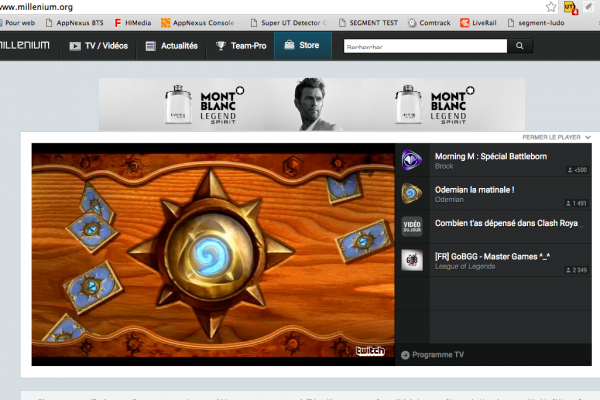 www.millenium.org
Pour web
AppNexus BTS
HIMedia
AppNexus Console
Super UT Detector
SEGMENT TEST
Comtrack
LiveRail
segment-ludo
UT
4
MILLENIUM
TV / Vidéos
Actualités
Team-Pro
Store
Rechercher
MONT BLANC
LEGEND
SPIRIT
MONT BLANC
LEGEND
SPIRIT
FERMER LE PLAYER
Morning M : Spécial Battleborn
Brock
<500
Odemian la matinale !
Odemian
1 491
VIDÉO DU JOUR
Combien t'as dépensé dans Clash Roya...
[FR] GoBGG - Master Games ^_^
League of Legends
2 346
twitch
Programme TV